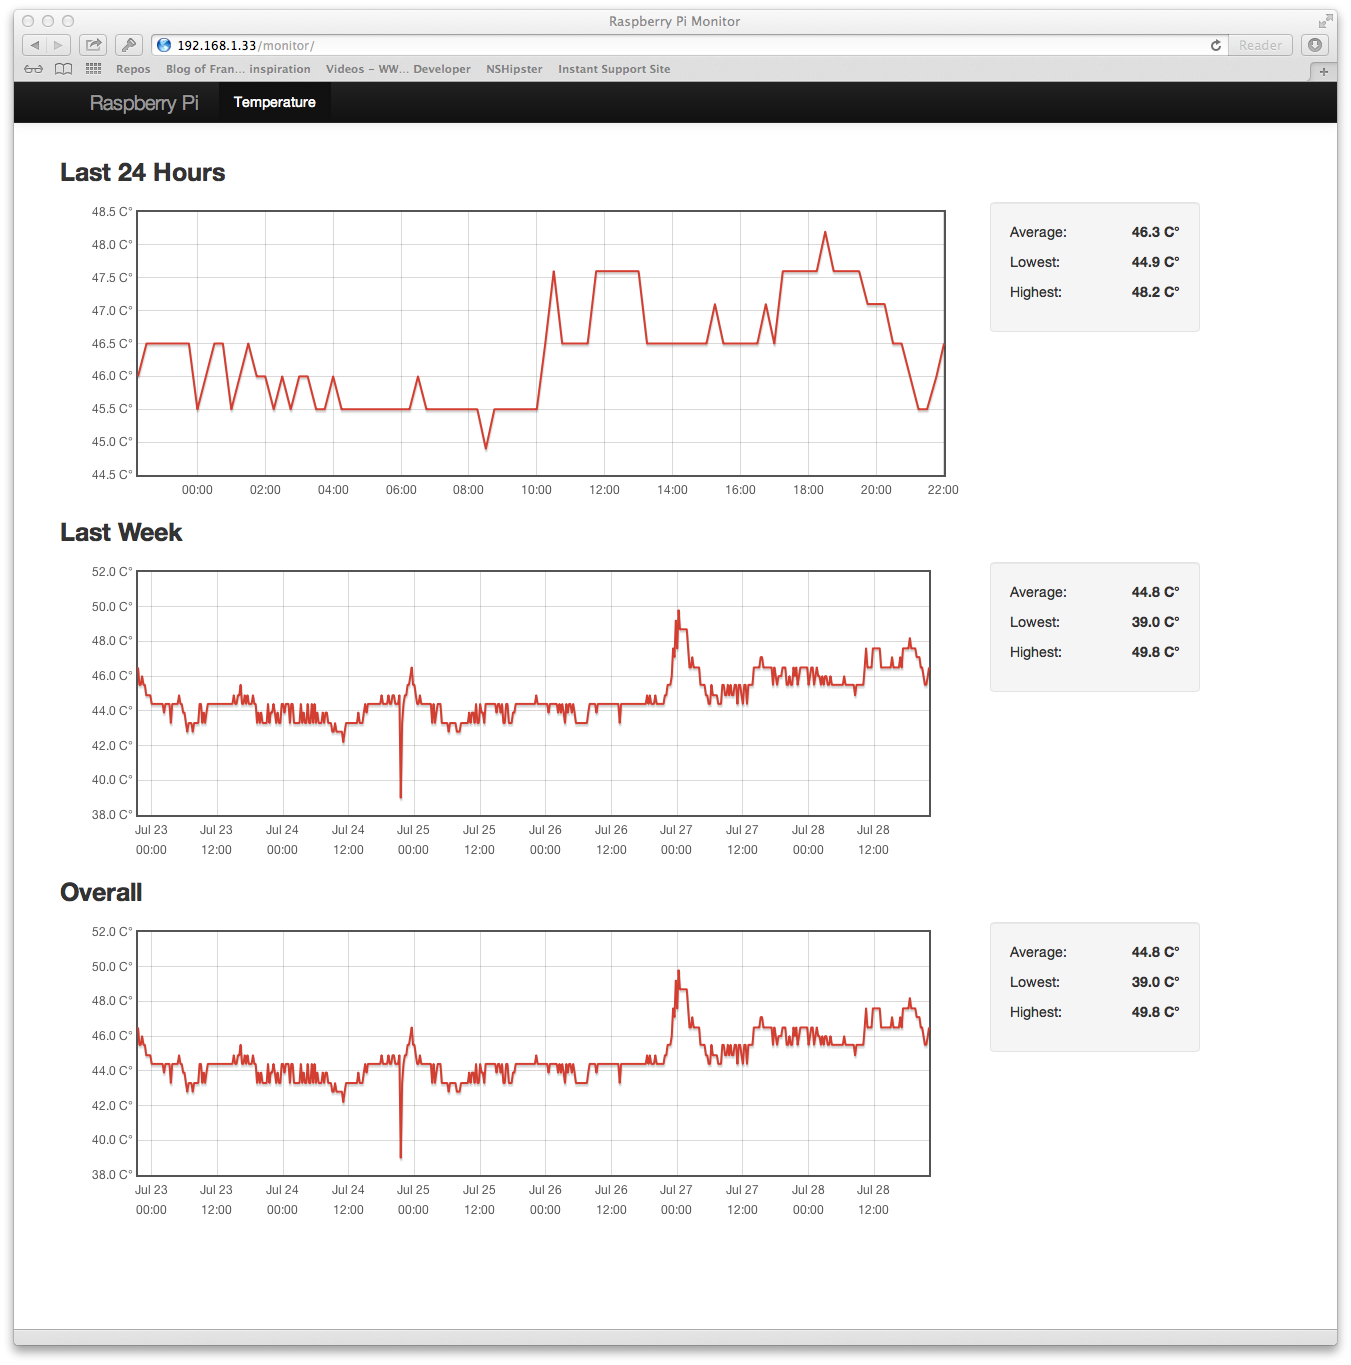 Raspberry Pi Monitor
192.168.1.33/monitor/ Reader
Repos Blog of Fran... inspiration Videos – WW... Developer NSHipster Instant Support Site +
Raspberry Pi Temperature
Last 24 Hours
48.5 C°
48.0 C°
47.5 C°
47.0 C°
46.5 C°
46.0 C°
45.5 C°
45.0 C°
44.5 C°
00:00 02:00 04:00 06:00 08:00 10:00 12:00 14:00 16:00 18:00 20:00 22:00
Average: 46.3 C°
Lowest: 44.9 C°
Highest: 48.2 C°
Last Week
52.0 C°
50.0 C°
48.0 C°
46.0 C°
44.0 C°
42.0 C°
40.0 C°
38.0 C°
Jul 23 Jul 23 Jul 24 Jul 24 Jul 25 Jul 25 Jul 26 Jul 26 Jul 27 Jul 27 Jul 28 Jul 28
00:00 12:00 00:00 12:00 00:00 12:00 00:00 12:00 00:00 12:00 00:00 12:00
Average: 44.8 C°
Lowest: 39.0 C°
Highest: 49.8 C°
Overall
52.0 C°
50.0 C°
48.0 C°
46.0 C°
44.0 C°
42.0 C°
40.0 C°
38.0 C°
Jul 23 Jul 23 Jul 24 Jul 24 Jul 25 Jul 25 Jul 26 Jul 26 Jul 27 Jul 27 Jul 28 Jul 28
00:00 12:00 00:00 12:00 00:00 12:00 00:00 12:00 00:00 12:00 00:00 12:00
Average: 44.8 C°
Lowest: 39.0 C°
Highest: 49.8 C°